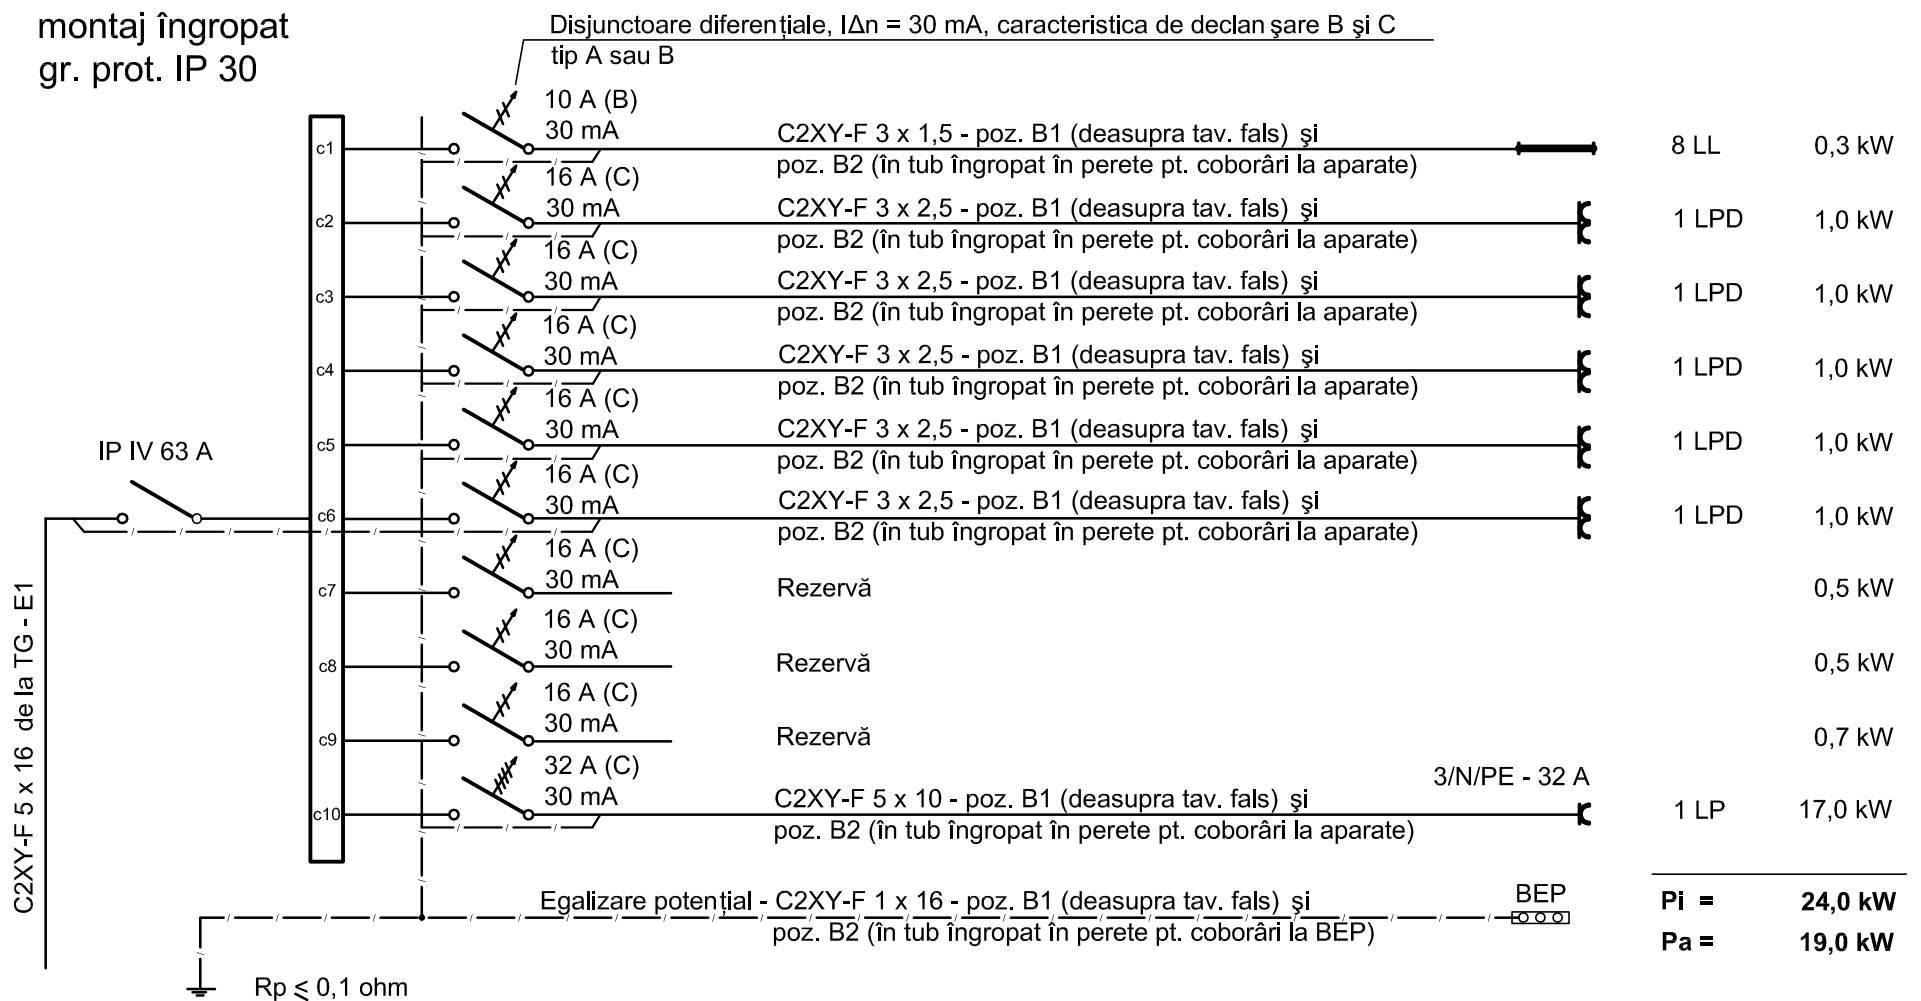 montaj îngropat
gr. prot. IP 30
Disjunctoare diferențiale, IΔn = 30 mA, caracteristica de declanșare B și C
tip A sau B
c1
10 A (B)
30 mA
C2XY-F 3 x 1,5 - poz. B1 (deasupra tav. fals) și
poz. B2 (în tub îngropat în perete pt. coborâri la aparate)
8 LL
0,3 kW
c2
16 A (C)
30 mA
C2XY-F 3 x 2,5 - poz. B1 (deasupra tav. fals) și
poz. B2 (în tub îngropat în perete pt. coborâri la aparate)
1 LPD
1,0 kW
c3
16 A (C)
30 mA
C2XY-F 3 x 2,5 - poz. B1 (deasupra tav. fals) și
poz. B2 (în tub îngropat în perete pt. coborâri la aparate)
1 LPD
1,0 kW
c4
16 A (C)
30 mA
C2XY-F 3 x 2,5 - poz. B1 (deasupra tav. fals) și
poz. B2 (în tub îngropat în perete pt. coborâri la aparate)
1 LPD
1,0 kW
c5
16 A (C)
30 mA
C2XY-F 3 x 2,5 - poz. B1 (deasupra tav. fals) și
poz. B2 (în tub îngropat în perete pt. coborâri la aparate)
1 LPD
1,0 kW
IP IV 63 A
c6
16 A (C)
30 mA
C2XY-F 3 x 2,5 - poz. B1 (deasupra tav. fals) și
poz. B2 (în tub îngropat în perete pt. coborâri la aparate)
1 LPD
1,0 kW
c7
16 A (C)
30 mA
Rezervă
0,5 kW
c8
16 A (C)
30 mA
Rezervă
0,5 kW
c9
16 A (C)
30 mA
Rezervă
0,7 kW
c10
32 A (C)
30 mA
C2XY-F 5 x 10 - poz. B1 (deasupra tav. fals) și
poz. B2 (în tub îngropat în perete pt. coborâri la aparate)
3/N/PE - 32 A
1 LP
17,0 kW
C2XY-F 5 x 16 de la TG - E1
Egalizare potențial - C2XY-F 1 x 16 - poz. B1 (deasupra tav. fals) și
poz. B2 (în tub îngropat în perete pt. coborâri la BEP)
BEP
Pi = 24,0 kW
Pa = 19,0 kW
Rp ⩽ 0,1 ohm